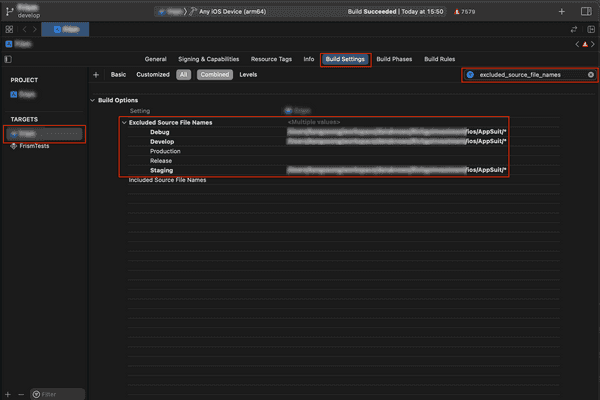 develop
Any iOS Device (arm64)
Build Succeeded | Today at 15:50
7578
General
Signing & Capabilities
Resource Tags
Info
Build Settings
Build Phases
Build Rules
PROJECT
TARGETS
FrismTests
Basic
Customized
All
Combined
Levels
excluded_source_file_names
Build Options
Setting
Excluded Source File Names <Multiple values>
Debug /ios/AppSuit/*
Develop /ios/AppSuit/*
Production
Release
Staging /ios/AppSuit/*
Included Source File Names
Filter